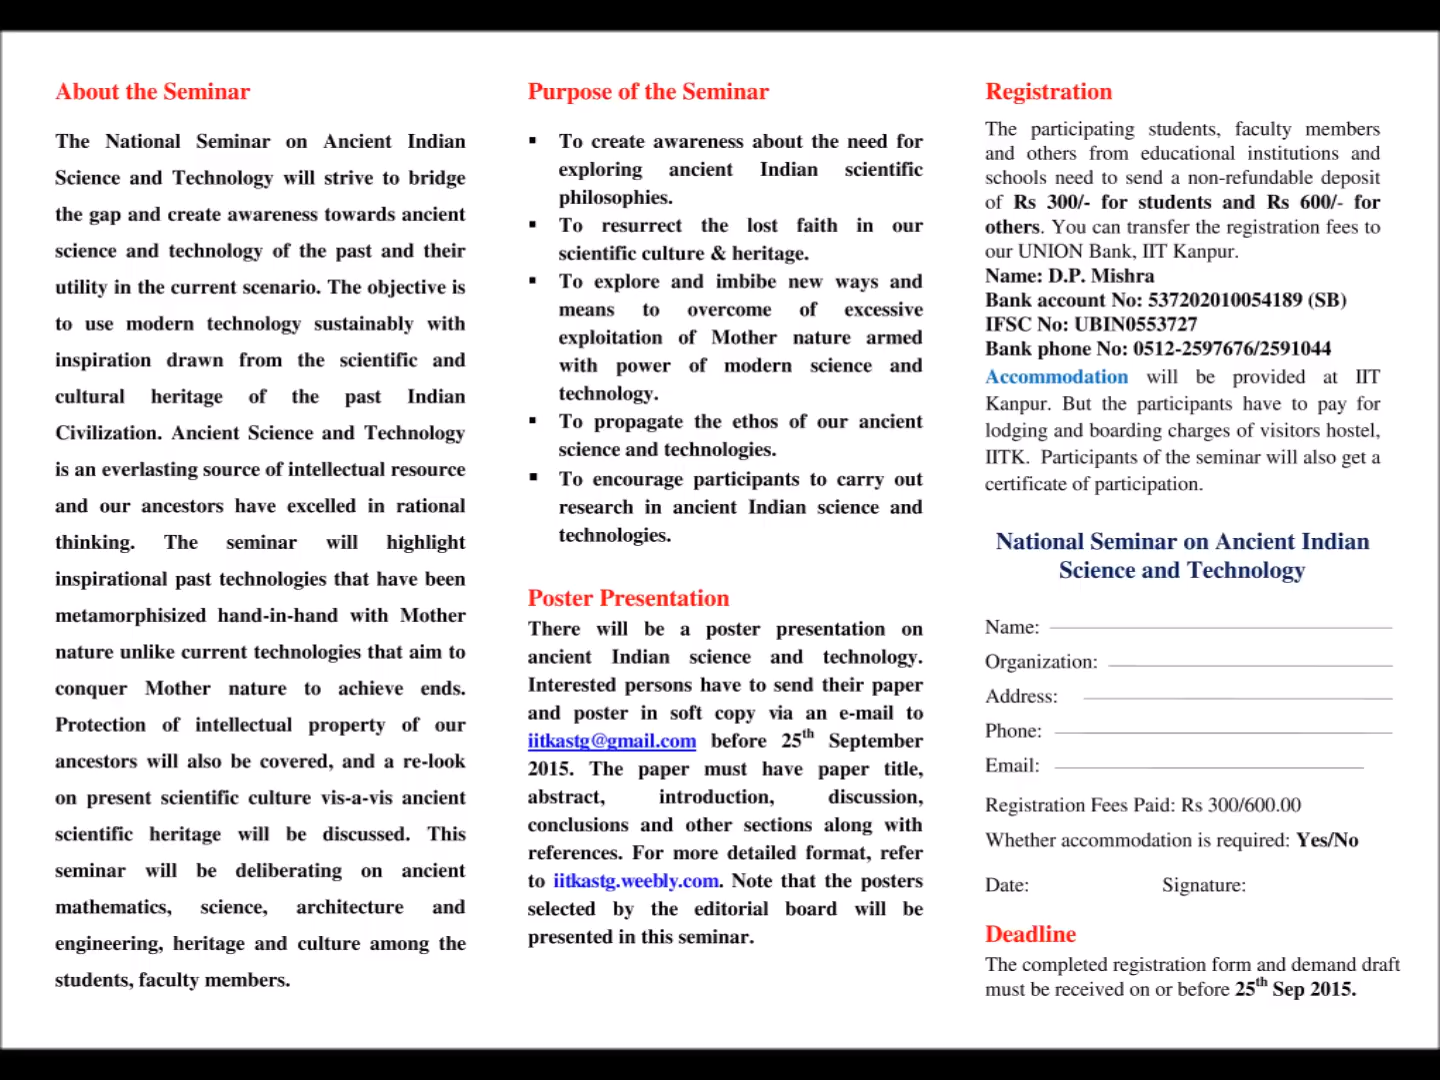 About the Seminar
The National Seminar on Ancient Indian
Science and Technology will strive to bridge
the gap and create awareness towards ancient
science and technology of the past and their
utility in the current scenario. The objective is
to use modern technology sustainably with
inspiration drawn from the scientific and
cultural heritage of the past Indian
Civilization. Ancient Science and Technology
is an everlasting source of intellectual resource
and our ancestors have excelled in rational
thinking. The seminar will highlight
inspirational past technologies that have been
metamorphisized hand-in-hand with Mother
nature unlike current technologies that aim to
conquer Mother nature to achieve ends.
Protection of intellectual property of our
ancestors will also be covered, and a re-look
on present scientific culture vis-a-vis ancient
scientific heritage will be discussed. This
seminar will be deliberating on ancient
mathematics, science, architecture and
engineering, heritage and culture among the
students, faculty members.
Purpose of the Seminar
▪ To create awareness about the need for
exploring ancient Indian scientific
philosophies.
▪ To resurrect the lost faith in our
scientific culture & heritage.
▪ To explore and imbibe new ways and
means to overcome of excessive
exploitation of Mother nature armed
with power of modern science and
technology.
▪ To propagate the ethos of our ancient
science and technologies.
▪ To encourage participants to carry out
research in ancient Indian science and
technologies.
Poster Presentation
There will be a poster presentation on
ancient Indian science and technology.
Interested persons have to send their paper
and poster in soft copy via an e-mail to
iitkastg@gmail.com before 25th September
2015. The paper must have paper title,
abstract, introduction, discussion,
conclusions and other sections along with
references. For more detailed format, refer
to iitkastg.weebly.com. Note that the posters
selected by the editorial board will be
presented in this seminar.
Registration
The participating students, faculty members
and others from educational institutions and
schools need to send a non-refundable deposit
of Rs 300/- for students and Rs 600/- for
others. You can transfer the registration fees to
our UNION Bank, IIT Kanpur.
Name: D.P. Mishra
Bank account No: 537202010054189 (SB)
IFSC No: UBIN0553727
Bank phone No: 0512-2597676/2591044
Accommodation will be provided at IIT
Kanpur. But the participants have to pay for
lodging and boarding charges of visitors hostel,
IITK. Participants of the seminar will also get a
certificate of participation.
National Seminar on Ancient Indian
Science and Technology
Name:
Organization:
Address:
Phone:
Email:
Registration Fees Paid: Rs 300/600.00
Whether accommodation is required: Yes/No
Date: Signature:
Deadline
The completed registration form and demand draft
must be received on or before 25th Sep 2015.